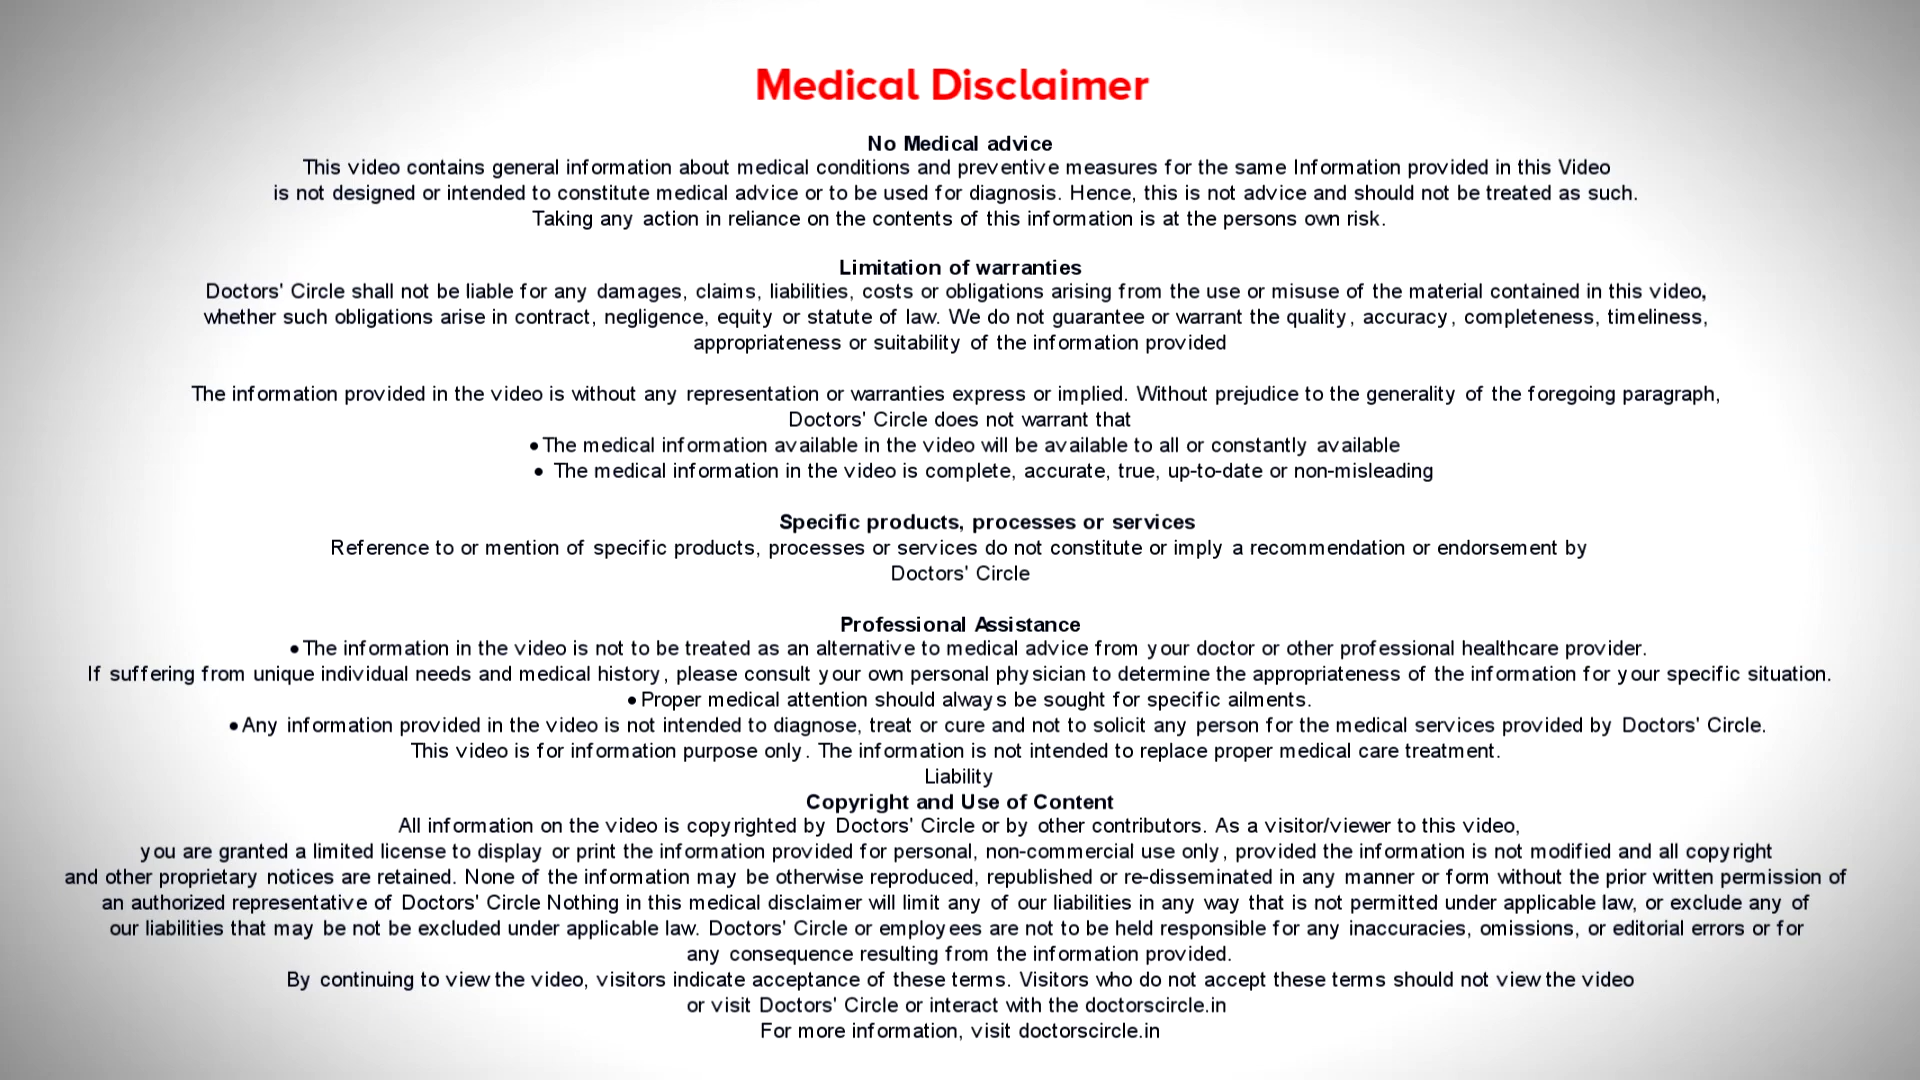 Medical Disclaimer
No Medical advice
This video contains general information about medical conditions and preventive measures for the same Information provided in this Video
is not designed or intended to constitute medical advice or to be used for diagnosis. Hence, this is not advice and should not be treated as such.
Taking any action in reliance on the contents of this information is at the persons own risk.
Limitation of warranties
Doctors' Circle shall not be liable for any damages, claims, liabilities, costs or obligations arising from the use or misuse of the material contained in this video,
whether such obligations arise in contract, negligence, equity or statute of law. We do not guarantee or warrant the quality, accuracy, completeness, timeliness,
appropriateness or suitability of the information provided
The information provided in the video is without any representation or warranties express or implied. Without prejudice to the generality of the foregoing paragraph,
Doctors' Circle does not warrant that
•The medical information available in the video will be available to all or constantly available
• The medical information in the video is complete, accurate, true, up-to-date or non-misleading
Specific products, processes or services
Reference to or mention of specific products, processes or services do not constitute or imply a recommendation or endorsement by
Doctors' Circle
Professional Assistance
•The information in the video is not to be treated as an alternative to medical advice from your doctor or other professional healthcare provider.
If suffering from unique individual needs and medical history, please consult your own personal physician to determine the appropriateness of the information for your specific situation.
•Proper medical attention should always be sought for specific ailments.
•Any information provided in the video is not intended to diagnose, treat or cure and not to solicit any person for the medical services provided by Doctors' Circle.
This video is for information purpose only. The information is not intended to replace proper medical care treatment.
Liability
Copyright and Use of Content
All information on the video is copyrighted by Doctors' Circle or by other contributors. As a visitor/viewer to this video,
you are granted a limited license to display or print the information provided for personal, non-commercial use only, provided the information is not modified and all copyright
and other proprietary notices are retained. None of the information may be otherwise reproduced, republished or re-disseminated in any manner or form without the prior written permission of
an authorized representative of Doctors' Circle Nothing in this medical disclaimer will limit any of our liabilities in any way that is not permitted under applicable law, or exclude any of
our liabilities that may be not be excluded under applicable law. Doctors' Circle or employees are not to be held responsible for any inaccuracies, omissions, or editorial errors or for
any consequence resulting from the information provided.
By continuing to view the video, visitors indicate acceptance of these terms. Visitors who do not accept these terms should not view the video
or visit Doctors' Circle or interact with the doctorscircle.in
For more information, visit doctorscircle.in